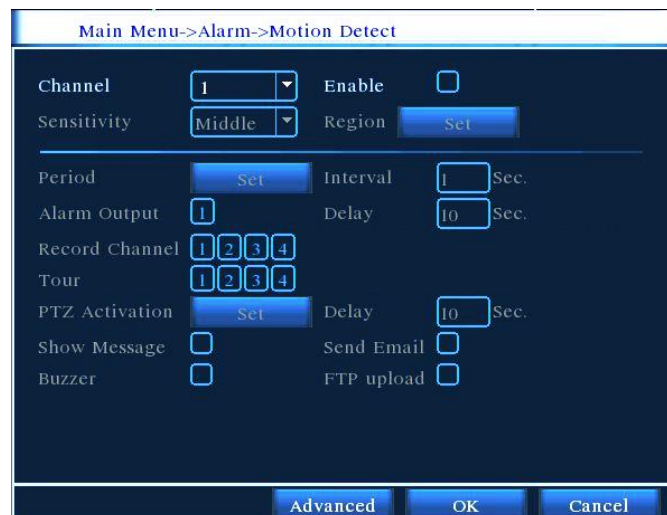 Main Menu->Alarm->Motion Detect
Channel 1 Enable
Sensitivity Middle Region Set
Period Set Interval 1 Sec.
Alarm Output 1 Delay 10 Sec.
Record Channel 1 2 3 4
Tour 1 2 3 4
PTZ Activation Set Delay 10 Sec.
Show Message Send Email
Buzzer FTP upload
Advanced OK Cancel